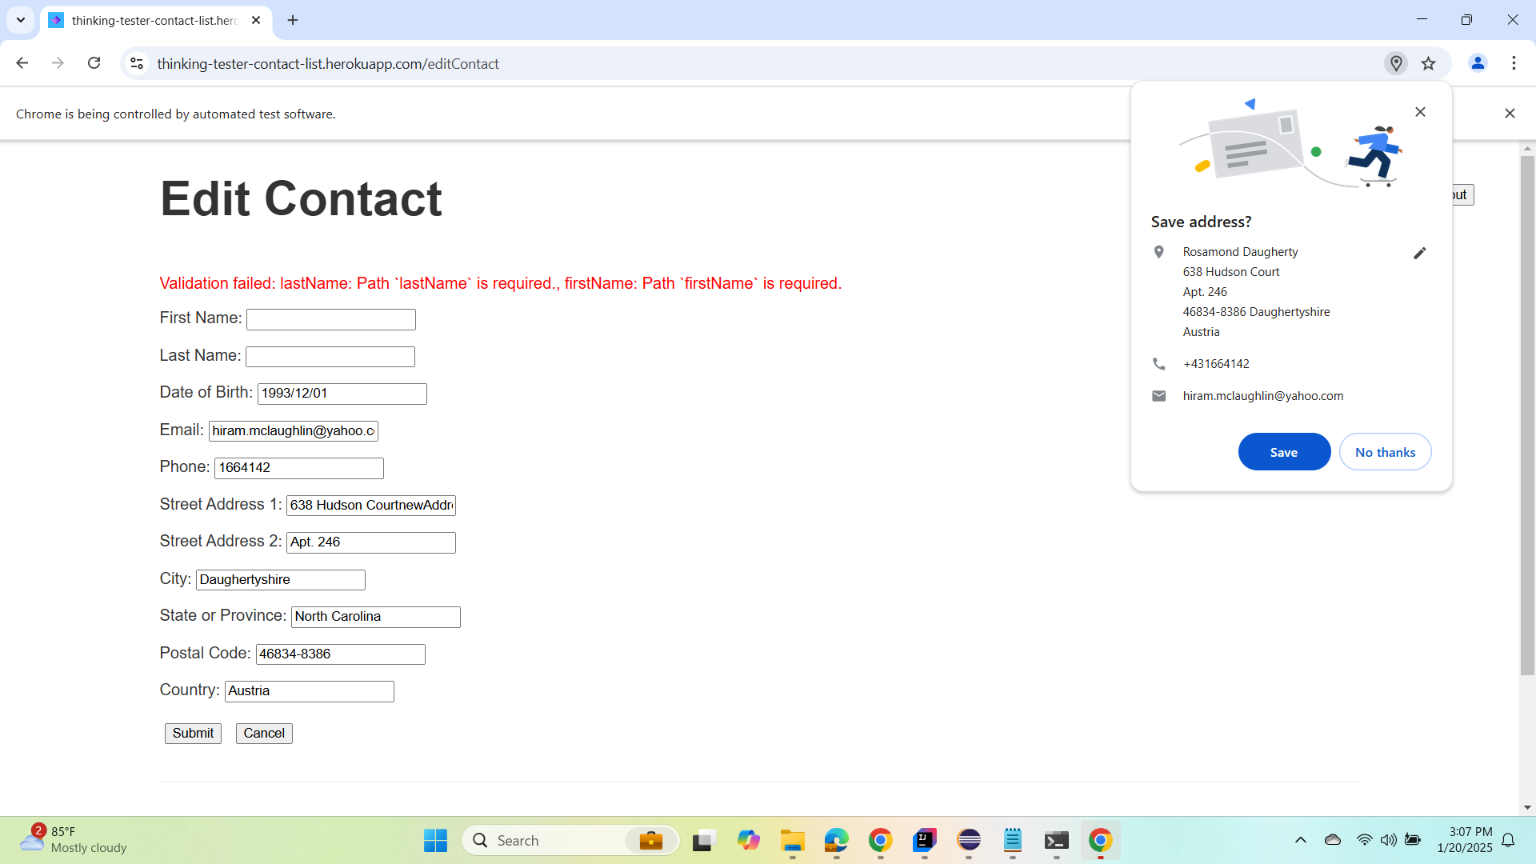 thinking-tester-contact-list.herc
thinking-tester-contact-list.herokuapp.com/editContact
Chrome is being controlled by automated test software.
Edit Contact
out
Validation failed: lastName: Path `lastName` is required., firstName: Path `firstName` is required.
First Name:
Last Name:
Date of Birth: 1993/12/01
Email: hiram.mclaughlin@yahoo.c
Phone: 1664142
Street Address 1: 638 Hudson CourtnewAddr
Street Address 2: Apt. 246
City: Daughertyshire
State or Province: North Carolina
Postal Code: 46834-8386
Country: Austria
Submit Cancel
Save address?
Rosamond Daugherty
638 Hudson Court
Apt. 246
46834-8386 Daughertyshire
Austria
+431664142
hiram.mclaughlin@yahoo.com
Save No thanks
2
85°F
Mostly cloudy
Search
3:07 PM
1/20/2025